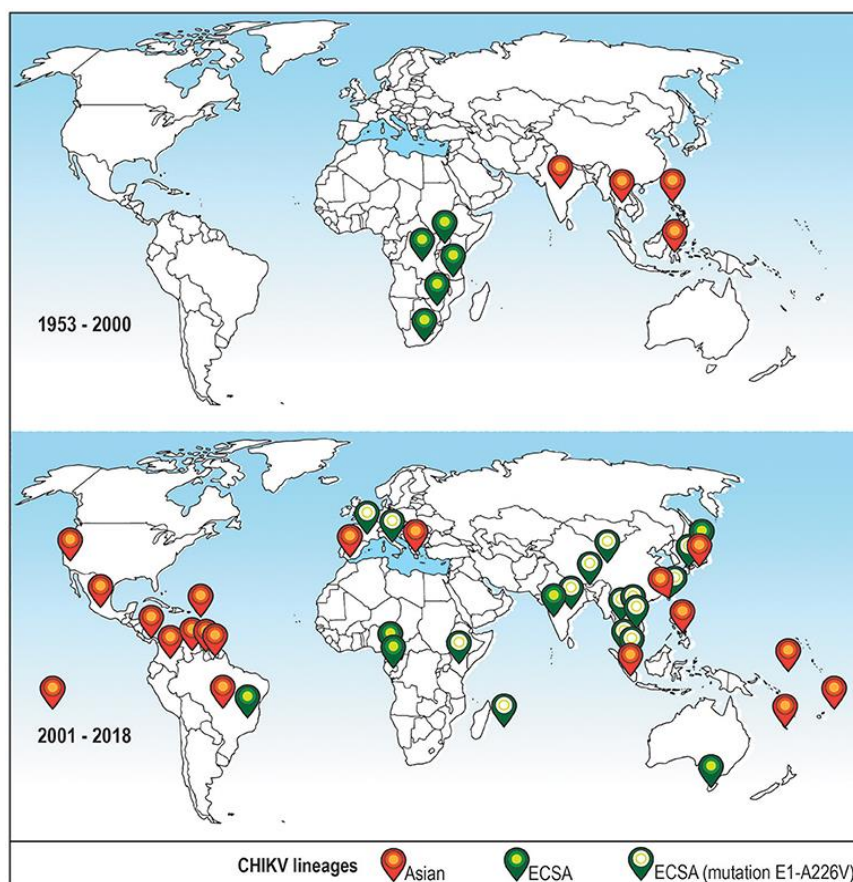 1953 - 2000
2001 - 2018
CHIKV lineages Asian ECSA ECSA (mutation E1-A226V)